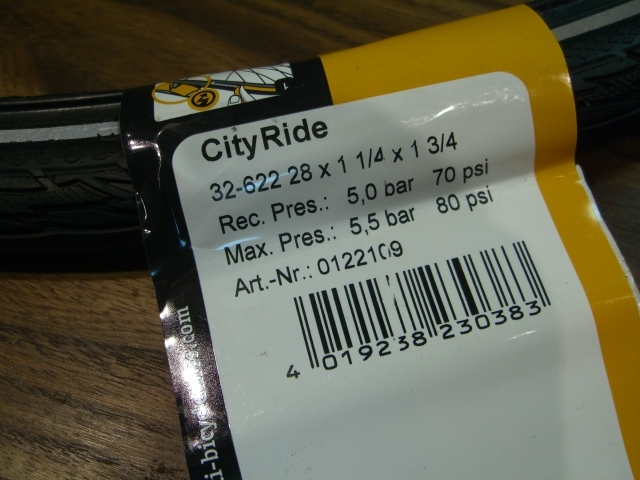 CityRide
32-622 28 x 1 1/4 x 1 3/4
Rec. Pres.: 5,0 bar 70 psi
Max. Pres.: 5,5 bar 80 psi
Art.-Nr.: 0122109
4 019238 230383